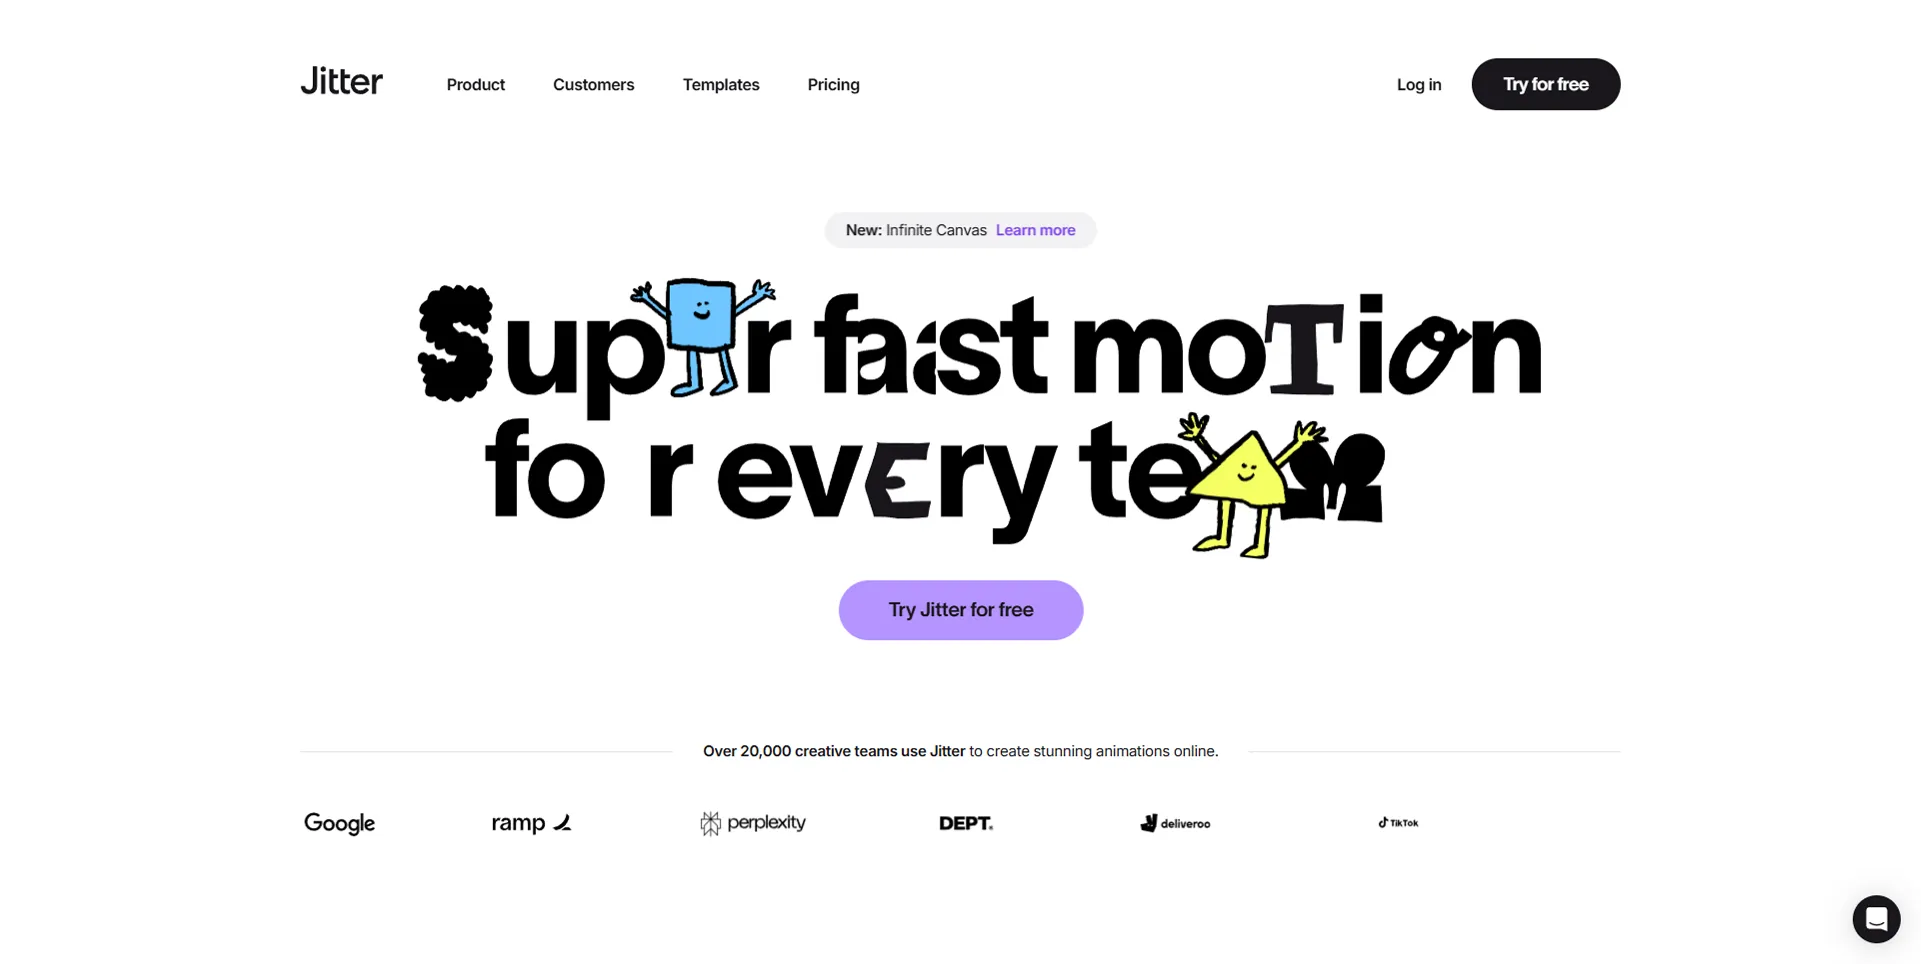 Jitter
Product
Customers
Templates
Pricing
Log in
Try for free
New: Infinite Canvas Learn more
Super faast moTion
for evEry teaM
Try Jitter for free
Over 20,000 creative teams use Jitter to create stunning animations online.
Google
ramp
perplexity
DEPT.
deliveroo
TikTok